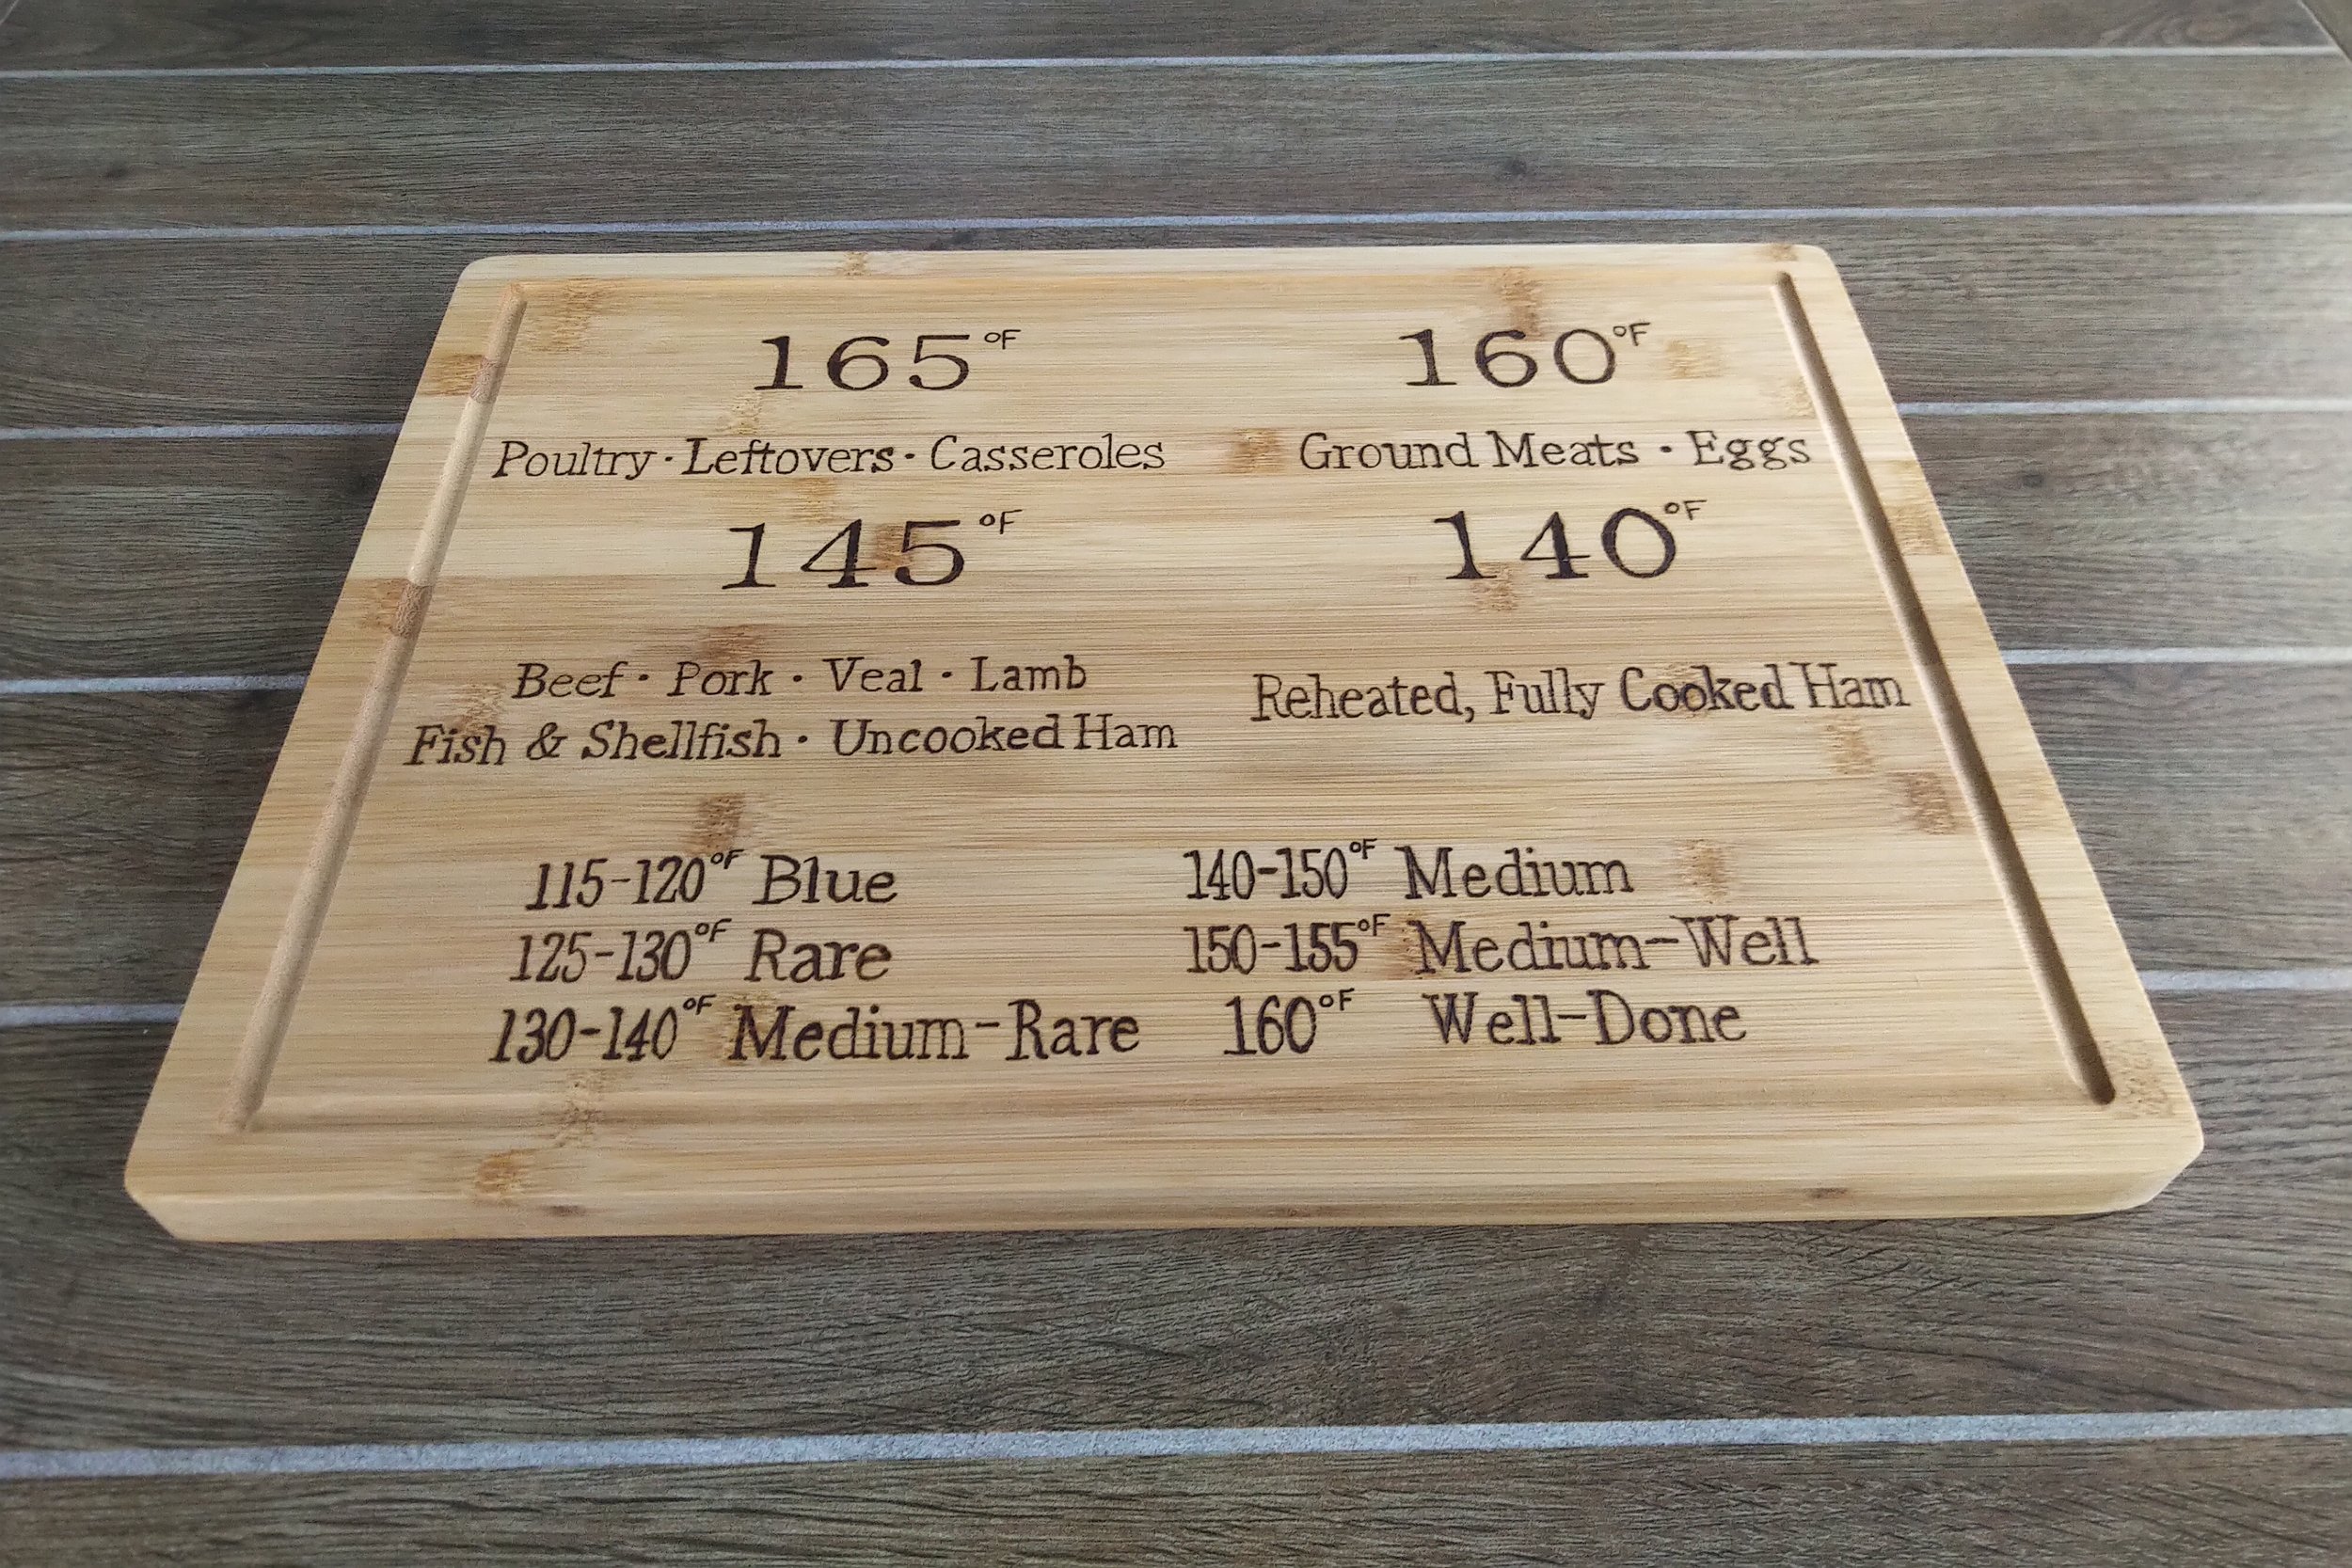 165°F
Poultry · Leftovers · Casseroles
160°F
Ground Meats · Eggs
145°F
Beef · Pork · Veal · Lamb
Fish & Shellfish · Uncooked Ham
140°F
Reheated, Fully Cooked Ham
115-120°F Blue
125-130°F Rare
130-140°F Medium-Rare
140-150°F Medium
150-155°F Medium-Well
160°F Well-Done